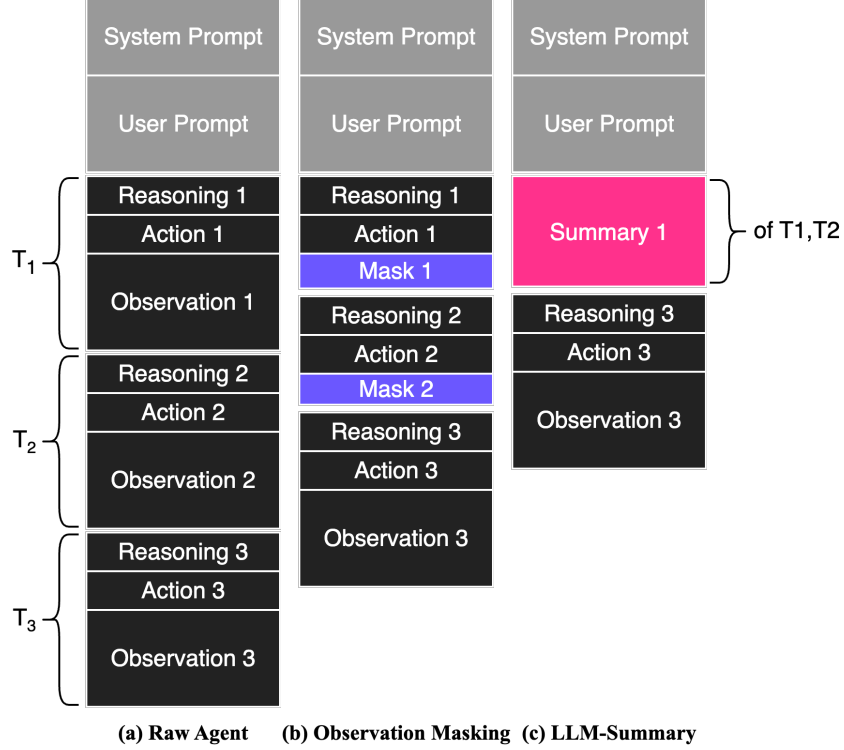 System Prompt
User Prompt
T1
Reasoning 1
Action 1
Observation 1
T2
Reasoning 2
Action 2
Observation 2
T3
Reasoning 3
Action 3
Observation 3
(a) Raw Agent
System Prompt
User Prompt
Reasoning 1
Action 1
Mask 1
Reasoning 2
Action 2
Mask 2
Reasoning 3
Action 3
Observation 3
(b) Observation Masking
System Prompt
User Prompt
Summary 1
of T1,T2
Reasoning 3
Action 3
Observation 3
(c) LLM-Summary